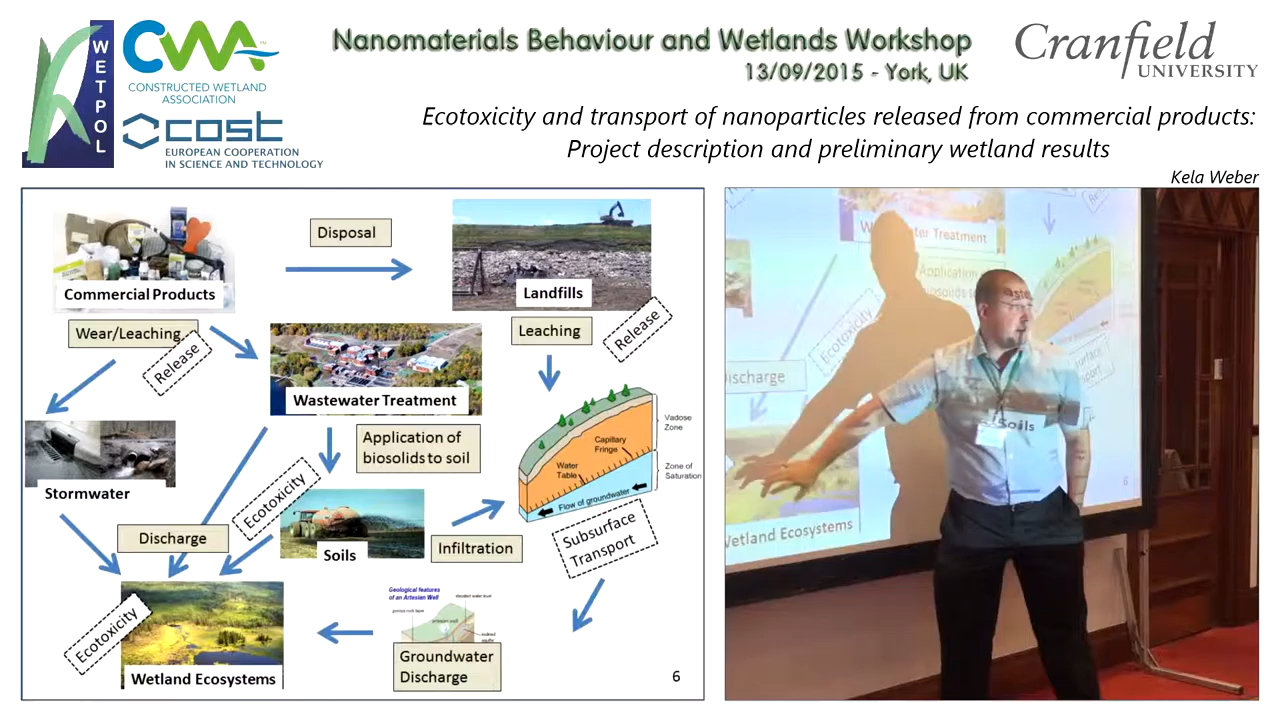 WETPOL
CWA
CONSTRUCTED WETLAND
ASSOCIATION
cost
EUROPEAN COOPERATION
IN SCIENCE AND TECHNOLOGY
Nanomaterials Behaviour and Wetlands Workshop
13/09/2015 - York, UK
Cranfield
UNIVERSITY
Ecotoxicity and transport of nanoparticles released from commercial products:
Project description and preliminary wetland results
Kela Weber
Commercial Products
Disposal
Landfills
Wear/Leaching
Release
Leaching
Release
Wastewater Treatment
Application of
biosolids to soil
Stormwater
Ecotoxicity
Discharge
Soils
Infiltration
Vadose
Zone
Capillary
Fringe
Water
Table
Zone of
Saturation
Flow of groundwater
Subsurface
Transport
Ecotoxicity
Wetland Ecosystems
Geological features
of an Artesian Well
Groundwater
Discharge
6
Treatment
Application
Ecotoxicity
ischarge
Soils
Wetland Ecosystems
6